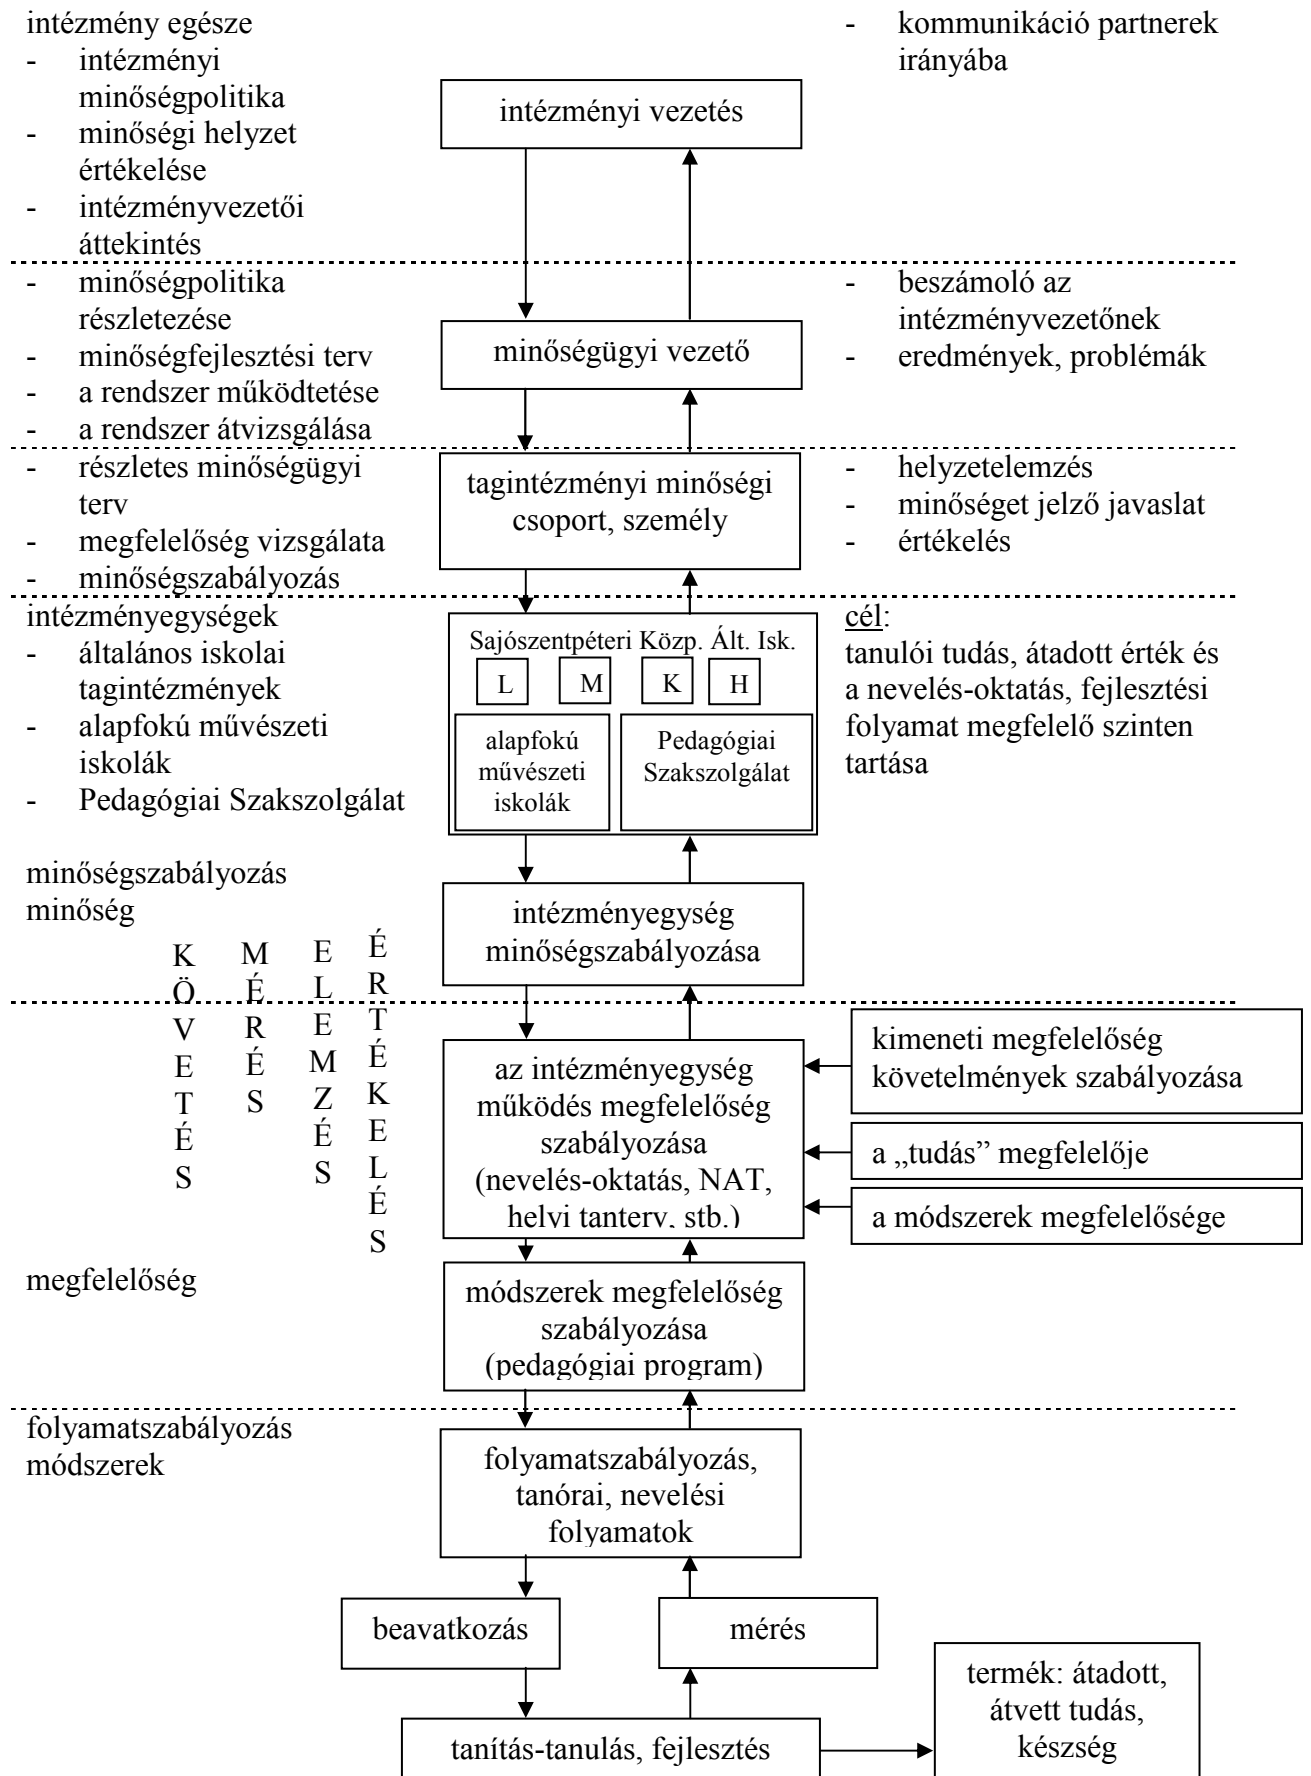 intézmény egésze
- intézményi
minőségpolitika
- minőségi helyzet
értékelése
- intézményvezetői
áttekintés
intézményi vezetés
- kommunikáció partnerek
irányába
- minőségpolitika
részletezése
- minőségfejlesztési terv
- a rendszer működtetése
- a rendszer átvizsgálása
minőségügyi vezető
- beszámoló az
intézményvezetőnek
- eredmények, problémák
- részletes minőségügyi
terv
- megfelelőség vizsgálata
- minőségszabályozás
tagintézményi minőségi
csoport, személy
- helyzetelemzés
- minőséget jelző javaslat
- értékelés
intézményegységek
- általános iskolai
tagintézmények
- alapfokú művészeti
iskolák
- Pedagógiai Szakszolgálat
Sajószentpéteri Közp. Ált. Isk.
L M K H
alapfokú
művészeti
iskolák
Pedagógiai
Szakszolgálat
cél:
tanulói tudás, átadott érték és
a nevelés-oktatás, fejlesztési
folyamat megfelelő szinten
tartása
minőségszabályozás
minőség
intézményegység
minőségszabályozása
KÖVETÉS
MÉRÉS
ELEMZÉS
ÉRTÉKELÉS
az intézményegység
működés megfelelőség
szabályozása
(nevelés-oktatás, NAT,
helyi tanterv, stb.)
kimeneti megfelelőség
követelmények szabályozása
a „tudás” megfelelője
a módszerek megfelelősége
megfelelőség
módszerek megfelelőség
szabályozása
(pedagógiai program)
folyamatszabályozás
módszerek
folyamatszabályozás,
tanórai, nevelési
folyamatok
beavatkozás
mérés
tanítás-tanulás, fejlesztés
termék: átadott,
átvett tudás,
készség